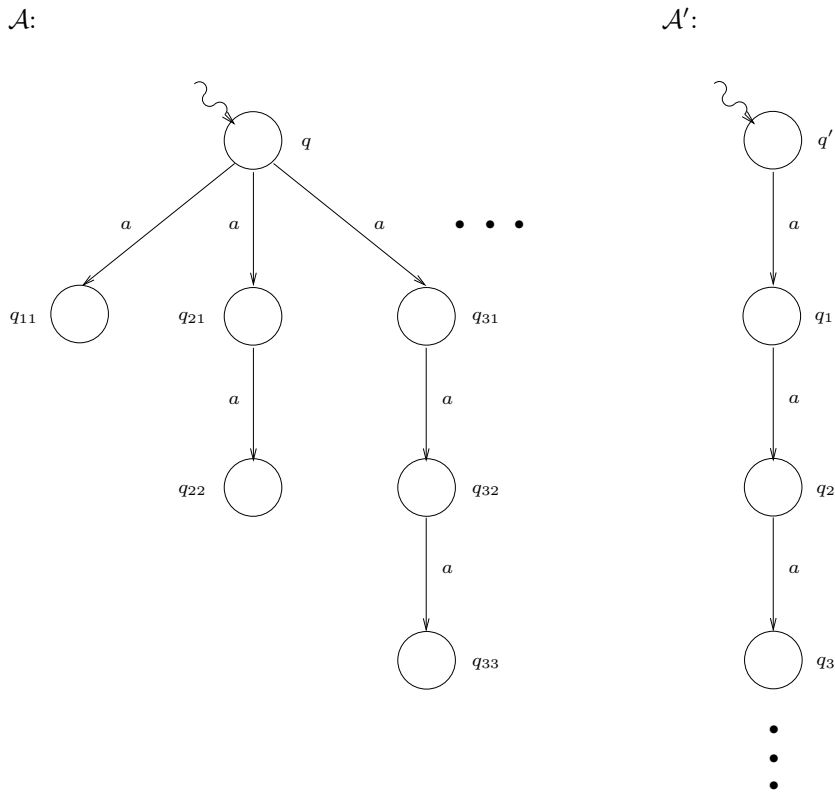 𝒜: 𝒜′:
q q′
a a a a
q₁₁ q₂₁ q₃₁ q₁
a a a
q₂₂ q₃₂ q₂
a a
q₃₃ q₃